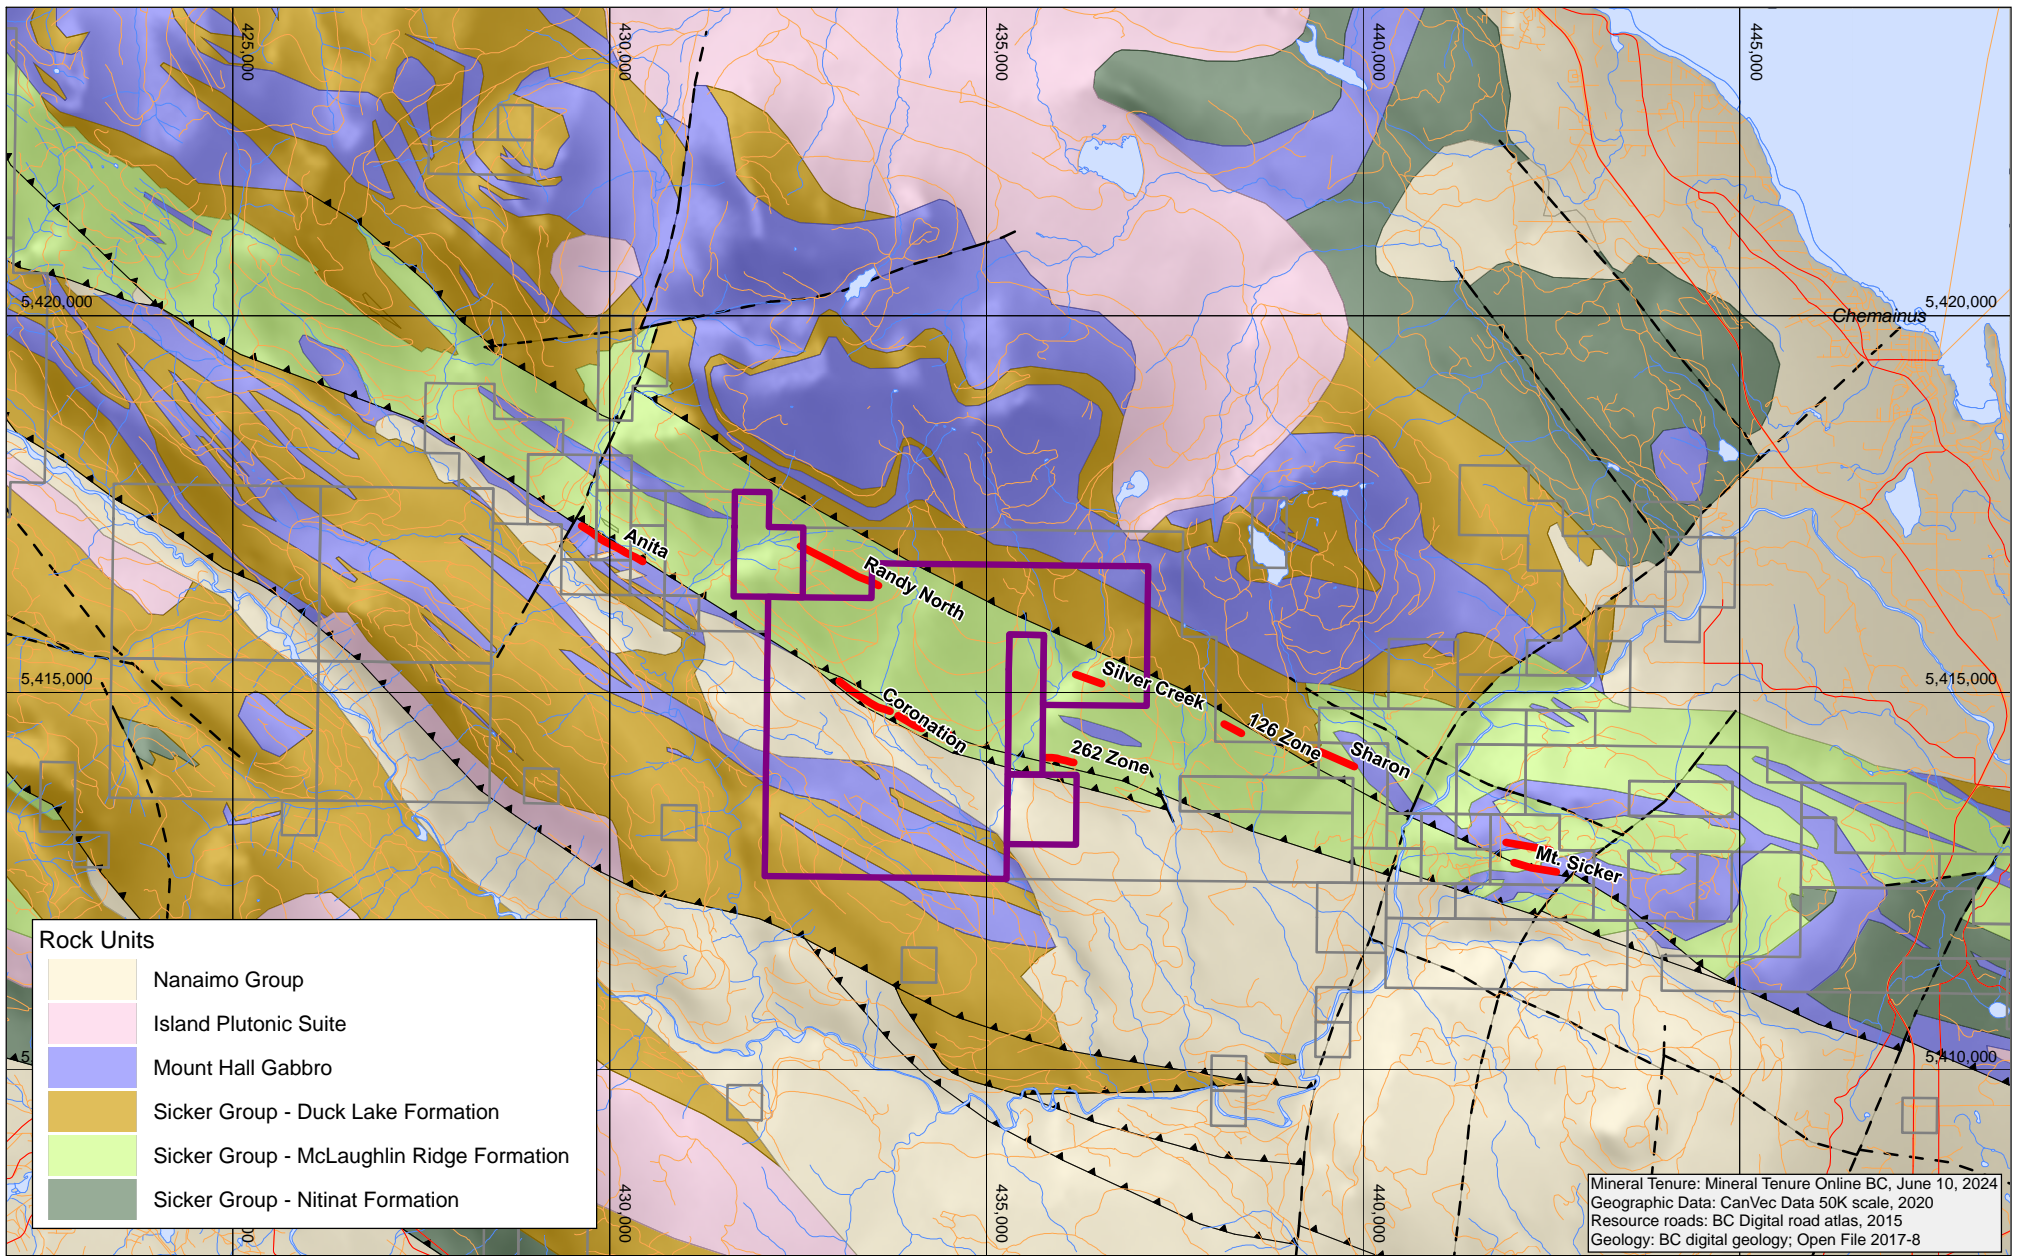 425,000
430,000
435,000
440,000
445,000
5,420,000
5,420,000
Chemainus
Anita
Randy North
5,415,000
5,415,000
Silver Creek
Coronation
126 Zone
Sharon
262 Zone
Mt. Sicker
5,410,000
Rock Units
Nanaimo Group
Island Plutonic Suite
Mount Hall Gabbro
Sicker Group - Duck Lake Formation
Sicker Group - McLaughlin Ridge Formation
Sicker Group - Nitinat Formation
430,000
435,000
440,000
Mineral Tenure: Mineral Tenure Online BC, June 10, 2024
Geographic Data: CanVec Data 50K scale, 2020
Resource roads: BC Digital road atlas, 2015
Geology: BC digital geology; Open File 2017-8